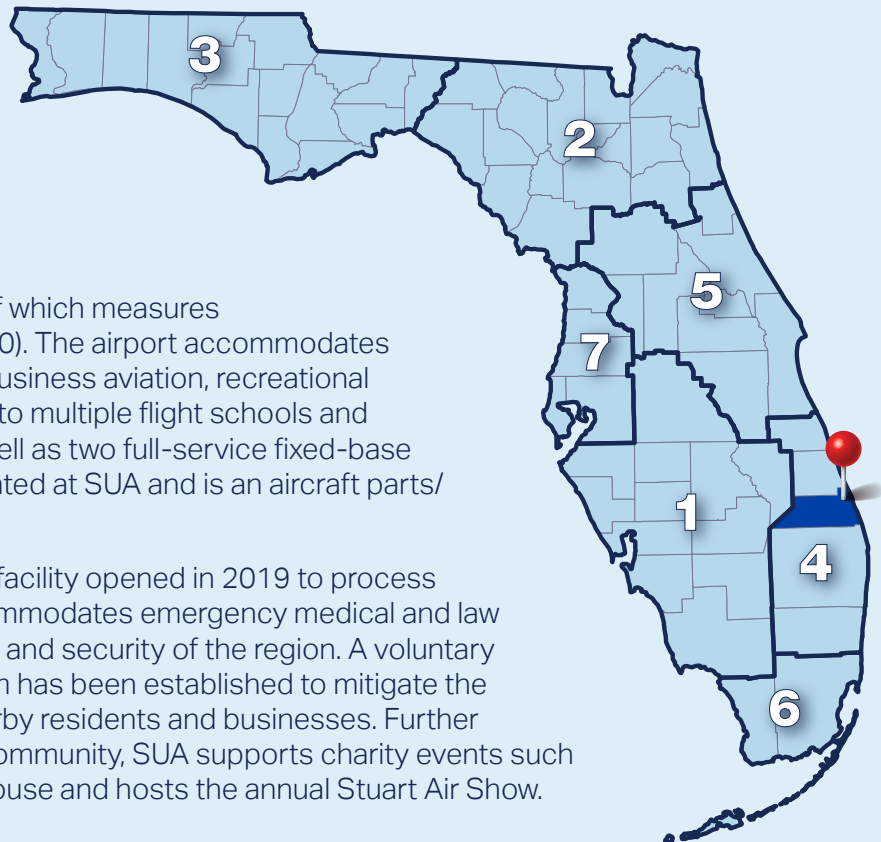 3
2
5
7
1
4
6
f which measures
0). The airport accommodates
usiness aviation, recreational
to multiple flight schools and
ell as two full-service fixed-base
ated at SUA and is an aircraft parts/
facility opened in 2019 to process
mmodates emergency medical and law
and security of the region. A voluntary
has been established to mitigate the
rby residents and businesses. Further
ommunity, SUA supports charity events such
ouse and hosts the annual Stuart Air Show.